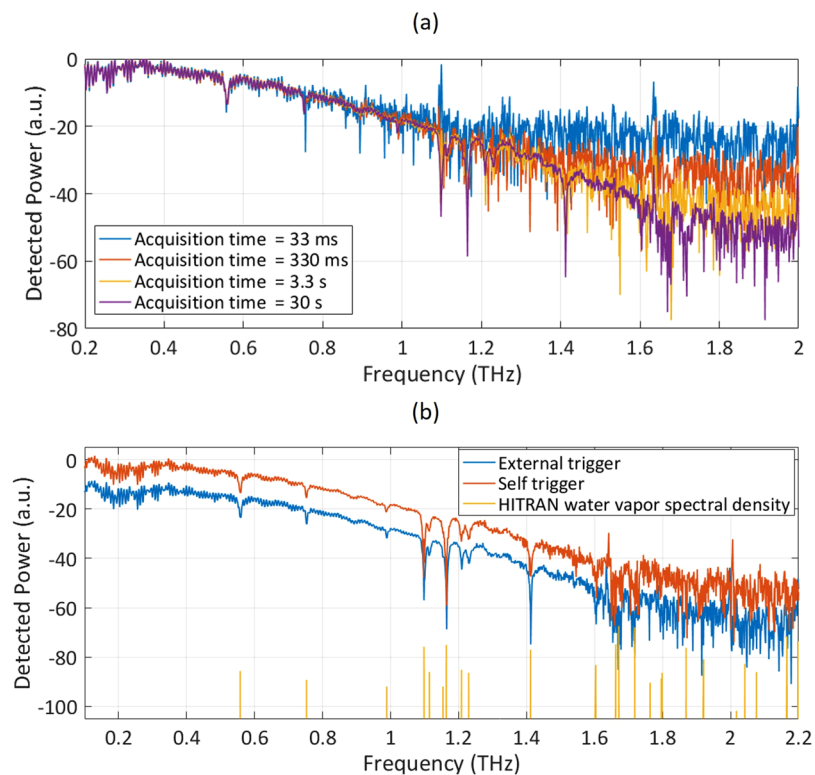 (a)
0
-20
-40
-60
-80
Detected Power (a.u.)
Acquisition time = 33 ms
Acquisition time = 330 ms
Acquisition time = 3.3 s
Acquisition time = 30 s
0.2 0.4 0.6 0.8 1 1.2 1.4 1.6 1.8 2
Frequency (THz)
(b)
0
-20
-40
-60
-80
-100
Detected Power (a.u.)
External trigger
Self trigger
HITRAN water vapor spectral density
0.2 0.4 0.6 0.8 1 1.2 1.4 1.6 1.8 2 2.2
Frequency (THz)